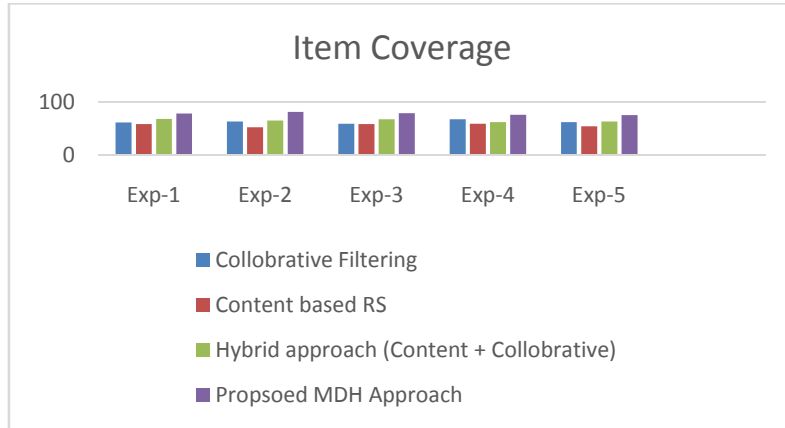 Item Coverage
100
0
Exp-1 Exp-2 Exp-3 Exp-4 Exp-5
Collobrative Filtering
Content based RS
Hybrid approach (Content + Collobrative)
Propsoed MDH Approach